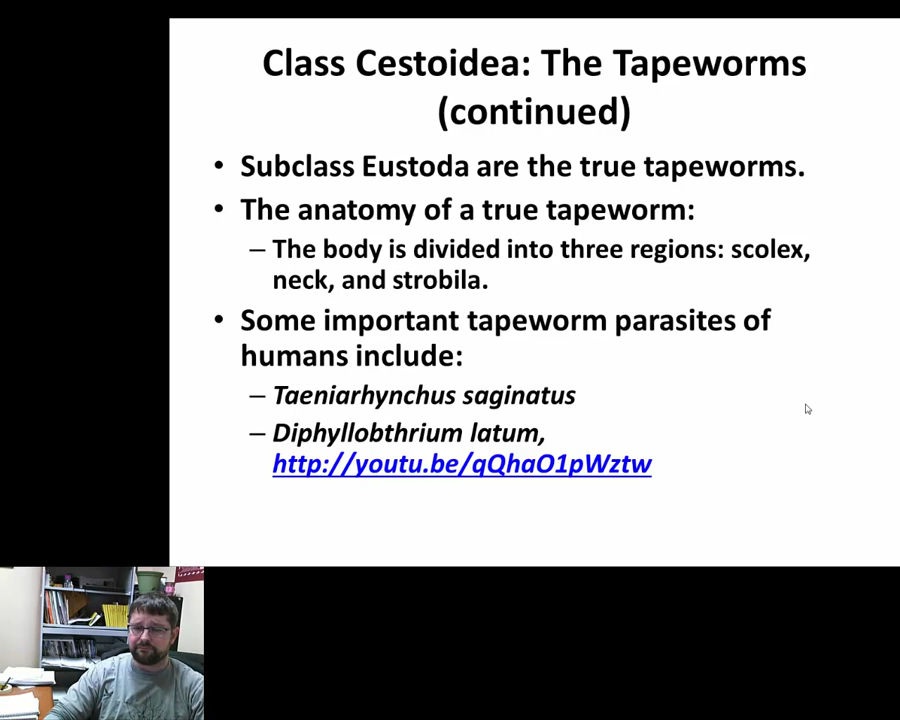 Class Cestoidea: The Tapeworms
(continued)
• Subclass Eustoda are the true tapeworms.
• The anatomy of a true tapeworm:
– The body is divided into three regions: scolex,
neck, and strobila.
• Some important tapeworm parasites of
humans include:
– Taeniarhynchus saginatus
– Diphyllobthrium latum,
http://youtu.be/qQhaO1pWztw